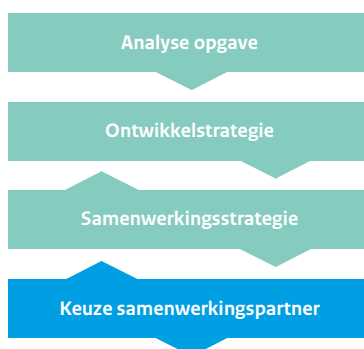 Analyse opgave
Ontwikkelstrategie
Samenwerkingsstrategie
Keuze samenwerkingspartner